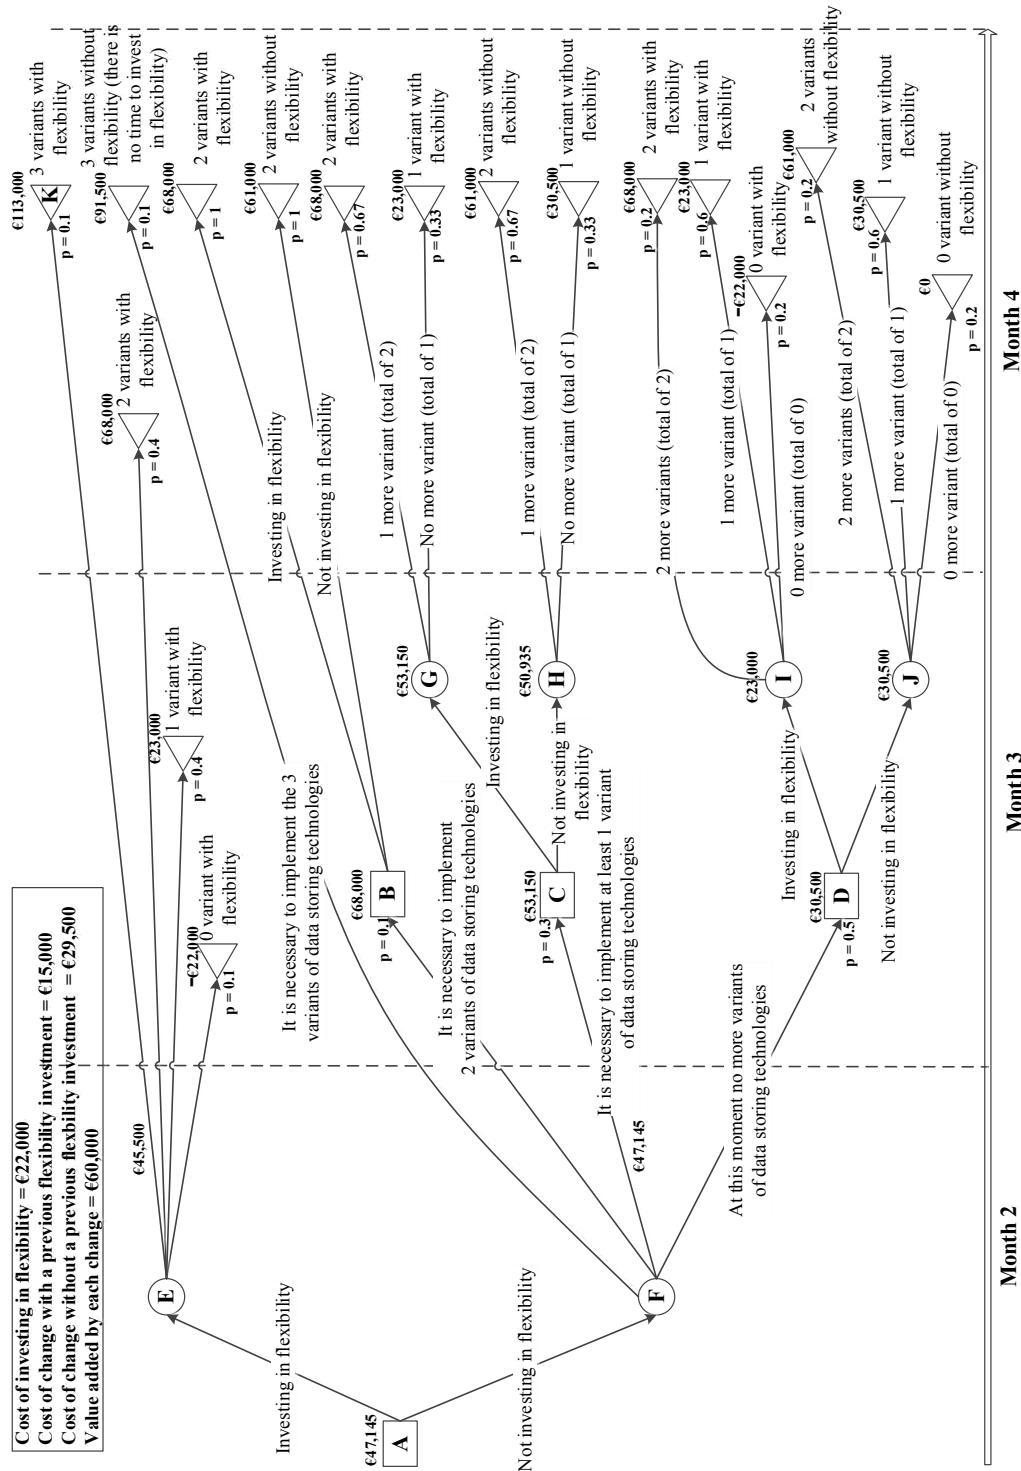 Cost of investing in flexibility = €22,000
Cost of change with a previous flexibility investment = €15,000
Cost of change without a previous flexibility investment = €29,500
Value added by each change = €60,000
€47,145
A
Investing in flexibility
Not investing in flexibility
E
€45,500
F
€47,145
€113,000
K
p = 0.1
3 variants with
flexibility
€68,000
p = 0.4
2 variants with
flexibility
€23,000
p = 0.4
1 variant with
flexibility
−€22,000
p = 0.1
0 variant with
flexibility
It is necessary to implement the 3
variants of data storing technologies
€91,500
p = 0.1
3 variants without
flexibility (there is
no time to invest
in flexibility)
It is necessary to implement
2 variants of data storing technologies
€68,000
p = 0.1
B
Investing in flexibility
€68,000
p = 1
2 variants with
flexibility
Not investing in flexibility
€61,000
p = 1
2 variants without
flexibility
It is necessary to implement at least 1 variant
of data storing technologies
€53,150
p = 0.3
C
Investing in flexibility
€53,150
G
1 more variant (total of 2)
€68,000
p = 0.67
2 variants with
flexibility
No more variant (total of 1)
€23,000
p = 0.33
1 variant with
flexibility
Not investing in
flexibility
€50,935
H
1 more variant (total of 2)
€61,000
p = 0.67
2 variants without
flexibility
No more variant (total of 1)
€30,500
p = 0.33
1 variant without
flexibility
At this moment no more variants
of data storing technologies
€30,500
p = 0.5
D
Investing in flexibility
€23,000
I
2 more variants (total of 2)
€68,000
p = 0.2
2 variants with
flexibility
1 more variant (total of 1)
€23,000
p = 0.6
1 variant with
flexibility
0 more variant (total of 0)
−€22,000
p = 0.2
0 variant with
flexibility
Not investing in flexibility
€30,500
J
2 more variants (total of 2)
€61,000
p = 0.2
2 variants
without flexibility
1 more variant (total of 1)
€30,500
p = 0.6
1 variant without
flexibility
0 more variant (total of 0)
€0
p = 0.2
0 variant without
flexibility
Month 2
Month 3
Month 4